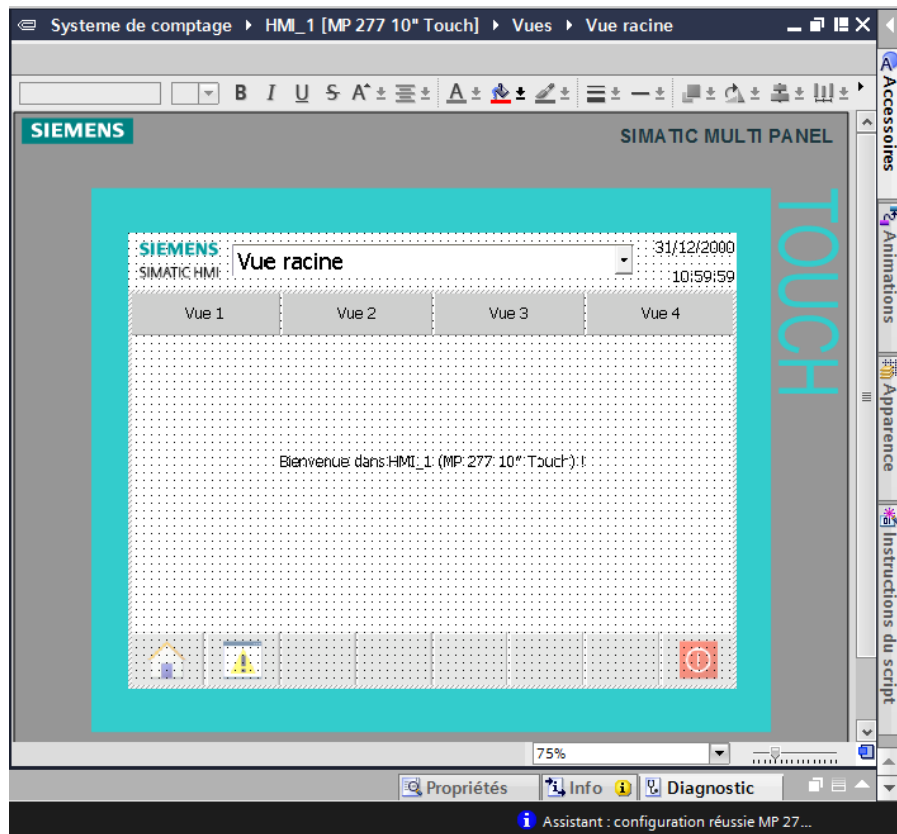 Systeme de comptage ▸ HMI_1 [MP 277 10" Touch] ▸ Vues ▸ Vue racine
B I U S A A
SIEMENS
SIMATIC MULTI PANEL
TOUCH
SIEMENS
SIMATIC HMI
Vue racine
31/12/2000
10:59:59
Vue 1 Vue 2 Vue 3 Vue 4
Bienvenue dans HMI_1 (MP 277 10" Touch) !
75%
Propriétés Info Diagnostic
Assistant : configuration réussie MP 27...
Accessoires
Animations
Apparence
Instructions du script